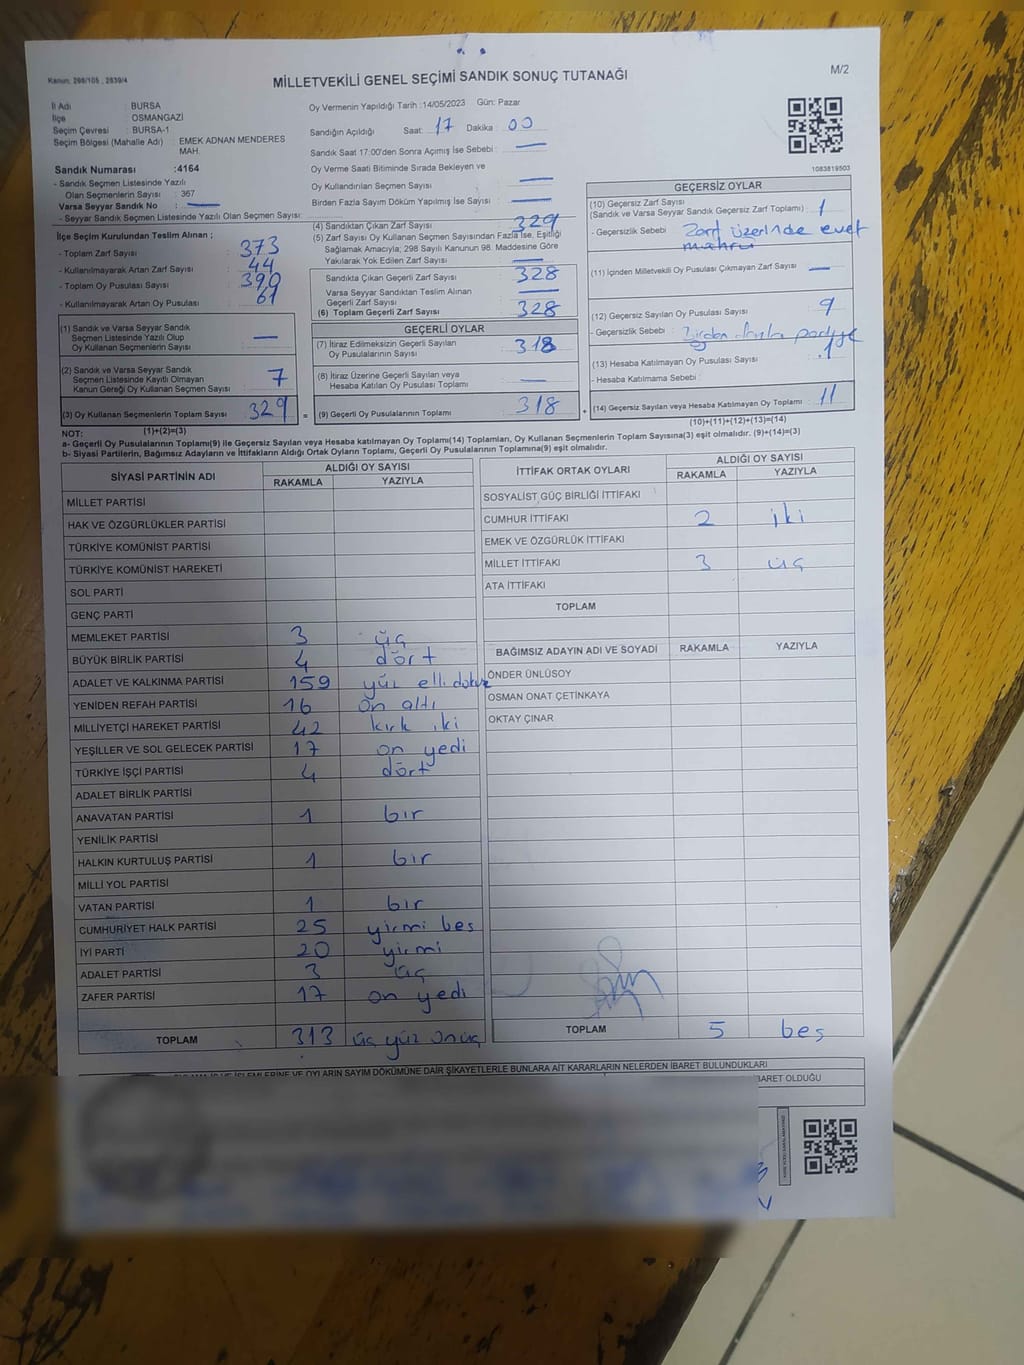 Kanun: 298/105 , 2839/4
MİLLETVEKİLİ GENEL SEÇİMİ SANDIK SONUÇ TUTANAĞI
M/2
İl Adı : BURSA
İlçe : OSMANGAZİ
Seçim Çevresi : BURSA-1
Seçim Bölgesi (Mahalle Adı) : EMEK ADNAN MENDERES MAH.
Sandık Numarası :4164
- Sandık Seçmen Listesinde Yazılı
Olan Seçmenlerin Sayısı : 367
Varsa Seyyar Sandık No :
- Seyyar Sandık Seçmen Listesinde Yazılı Olan Seçmen Sayısı:
Oy Vermenin Yapıldığı Tarih :14/05/2023 Gün: Pazar
Sandığın Açıldığı Saat: 17 Dakika : 00
Sandık Saat 17:00'den Sonra Açımış İse Sebebi :
Oy Verme Saati Bitiminde Sırada Bekleyen ve
Oy Kullandırılan Seçmen Sayısı :
Birden Fazla Sayım Döküm Yapılmış İse Sayısı :
1083819503
İlçe Seçim Kurulundan Teslim Alınan ;
- Toplam Zarf Sayısı : 373
- Kullanılmayarak Artan Zarf Sayısı : 44
- Toplam Oy Pusulası Sayısı : 390
- Kullanılmayarak Artan Oy Pusulası : 61
(4) Sandıktan Çıkan Zarf Sayısı : 329
(5) Zarf Sayısı Oy Kullanan Seçmen Sayısından Fazla İse, Eşitliği
Sağlamak Amacıyla; 298 Sayılı Kanunun 98. Maddesine Göre
Yakılarak Yok Edilen Zarf Sayısı :
Sandıkta Çıkan Geçerli Zarf Sayısı : 328
Varsa Seyyar Sandıktan Teslim Alınan
Geçerli Zarf Sayısı :
(6) Toplam Geçerli Zarf Sayısı : 328
GEÇERSİZ OYLAR
(10) Geçersiz Zarf Sayısı : 1
(Sandık ve Varsa Seyyar Sandık Geçersiz Zarf Toplamı)
- Geçersizlik Sebebi : Zarf üzerinde evet
mührü
(11) İçinden Milletvekili Oy Pusulası Çıkmayan Zarf Sayısı :
(12) Geçersiz Sayılan Oy Pusulası Sayısı : 9
- Geçersizlik Sebebi :
(13) Hesaba Katılmayan Oy Pusulası Sayısı : 1
- Hesaba Katılmama Sebebi :
(14) Geçersiz Sayılan veya Hesaba Katılmayan Oy Toplamı : 11
(10)+(11)+(12)+(13)=(14)
(1) Sandık ve Varsa Seyyar Sandık
Seçmen Listesinde Yazılı Olup
Oy Kullanan Seçmenlerin Sayısı :
(2) Sandık ve Varsa Seyyar Sandık
Seçmen Listesinde Kayıtlı Olmayan
Kanun Gereği Oy Kullanan Seçmen Sayısı : 7
(3) Oy Kullanan Seçmenlerin Toplam Sayısı : 329 =
(1)+(2)=(3)
GEÇERLİ OYLAR
(7) İtiraz Edilmeksizin Geçerli Sayılan
Oy Pusulalarının Sayısı : 318
(8) İtiraz Üzerine Geçerli Sayılan veya
Hesaba Katılan Oy Pusulası Toplamı :
(9) Geçerli Oy Pusulalarının Toplamı : 318 +
NOT:
a- Geçerli Oy Pusulalarının Toplamı(9) ile Geçersiz Sayılan veya Hesaba katılmayan Oy Toplamı(14) Toplamları, Oy Kullanan Seçmenlerin Toplam Sayısına(3) eşit olmalıdır. (9)+(14)=(3)
b- Siyasi Partilerin, Bağımsız Adayların ve İttifakların Aldığı Ortak Oyların Toplamı, Geçerli Oy Pusulalarının Toplamına(9) eşit olmalıdır.
SİYASİ PARTİNİN ADI ALDIĞI OY SAYISI
RAKAMLA YAZIYLA
MİLLET PARTİSİ
HAK VE ÖZGÜRLÜKLER PARTİSİ
TÜRKİYE KOMÜNİST PARTİSİ
TÜRKİYE KOMÜNİST HAREKETİ
SOL PARTİ
GENÇ PARTİ
MEMLEKET PARTİSİ 3 üç
BÜYÜK BİRLİK PARTİSİ 4 dört
ADALET VE KALKINMA PARTİSİ 159 yüz elli dokuz
YENİDEN REFAH PARTİSİ 16 on altı
MİLLİYETÇİ HAREKET PARTİSİ 42 kırk iki
YEŞİLLER VE SOL GELECEK PARTİSİ 17 on yedi
TÜRKİYE İŞÇİ PARTİSİ 4 dört
ADALET BİRLİK PARTİSİ
ANAVATAN PARTİSİ 1 bir
YENİLİK PARTİSİ
HALKIN KURTULUŞ PARTİSİ 1 bir
MİLLİ YOL PARTİSİ
VATAN PARTİSİ 1 bir
CUMHURİYET HALK PARTİSİ 25 yirmi beş
İYİ PARTİ 20 yirmi
ADALET PARTİSİ 3 üç
ZAFER PARTİSİ 17 on yedi
TOPLAM 313 üç yüz onüç
İTTİFAK ORTAK OYLARI ALDIĞI OY SAYISI
RAKAMLA YAZIYLA
SOSYALİST GÜÇ BİRLİĞİ İTTİFAKI
CUMHUR İTTİFAKI 2 iki
EMEK VE ÖZGÜRLÜK İTTİFAKI
MİLLET İTTİFAKI 3 üç
ATA İTTİFAKI
TOPLAM
BAĞIMSIZ ADAYIN ADI VE SOYADI RAKAMLA YAZIYLA
ÖNDER ÜNLÜSOY
OSMAN ONAT ÇETİNKAYA
OKTAY ÇINAR
TOPLAM 5 beş
İŞLEMLERİNE VE OYLARIN SAYIM DÖKÜMÜNE DAİR ŞİKAYETLERLE BUNLARA AİT KARARLARIN NELERDEN İBARET BULUNDUKLARI
İBARET OLDUĞU